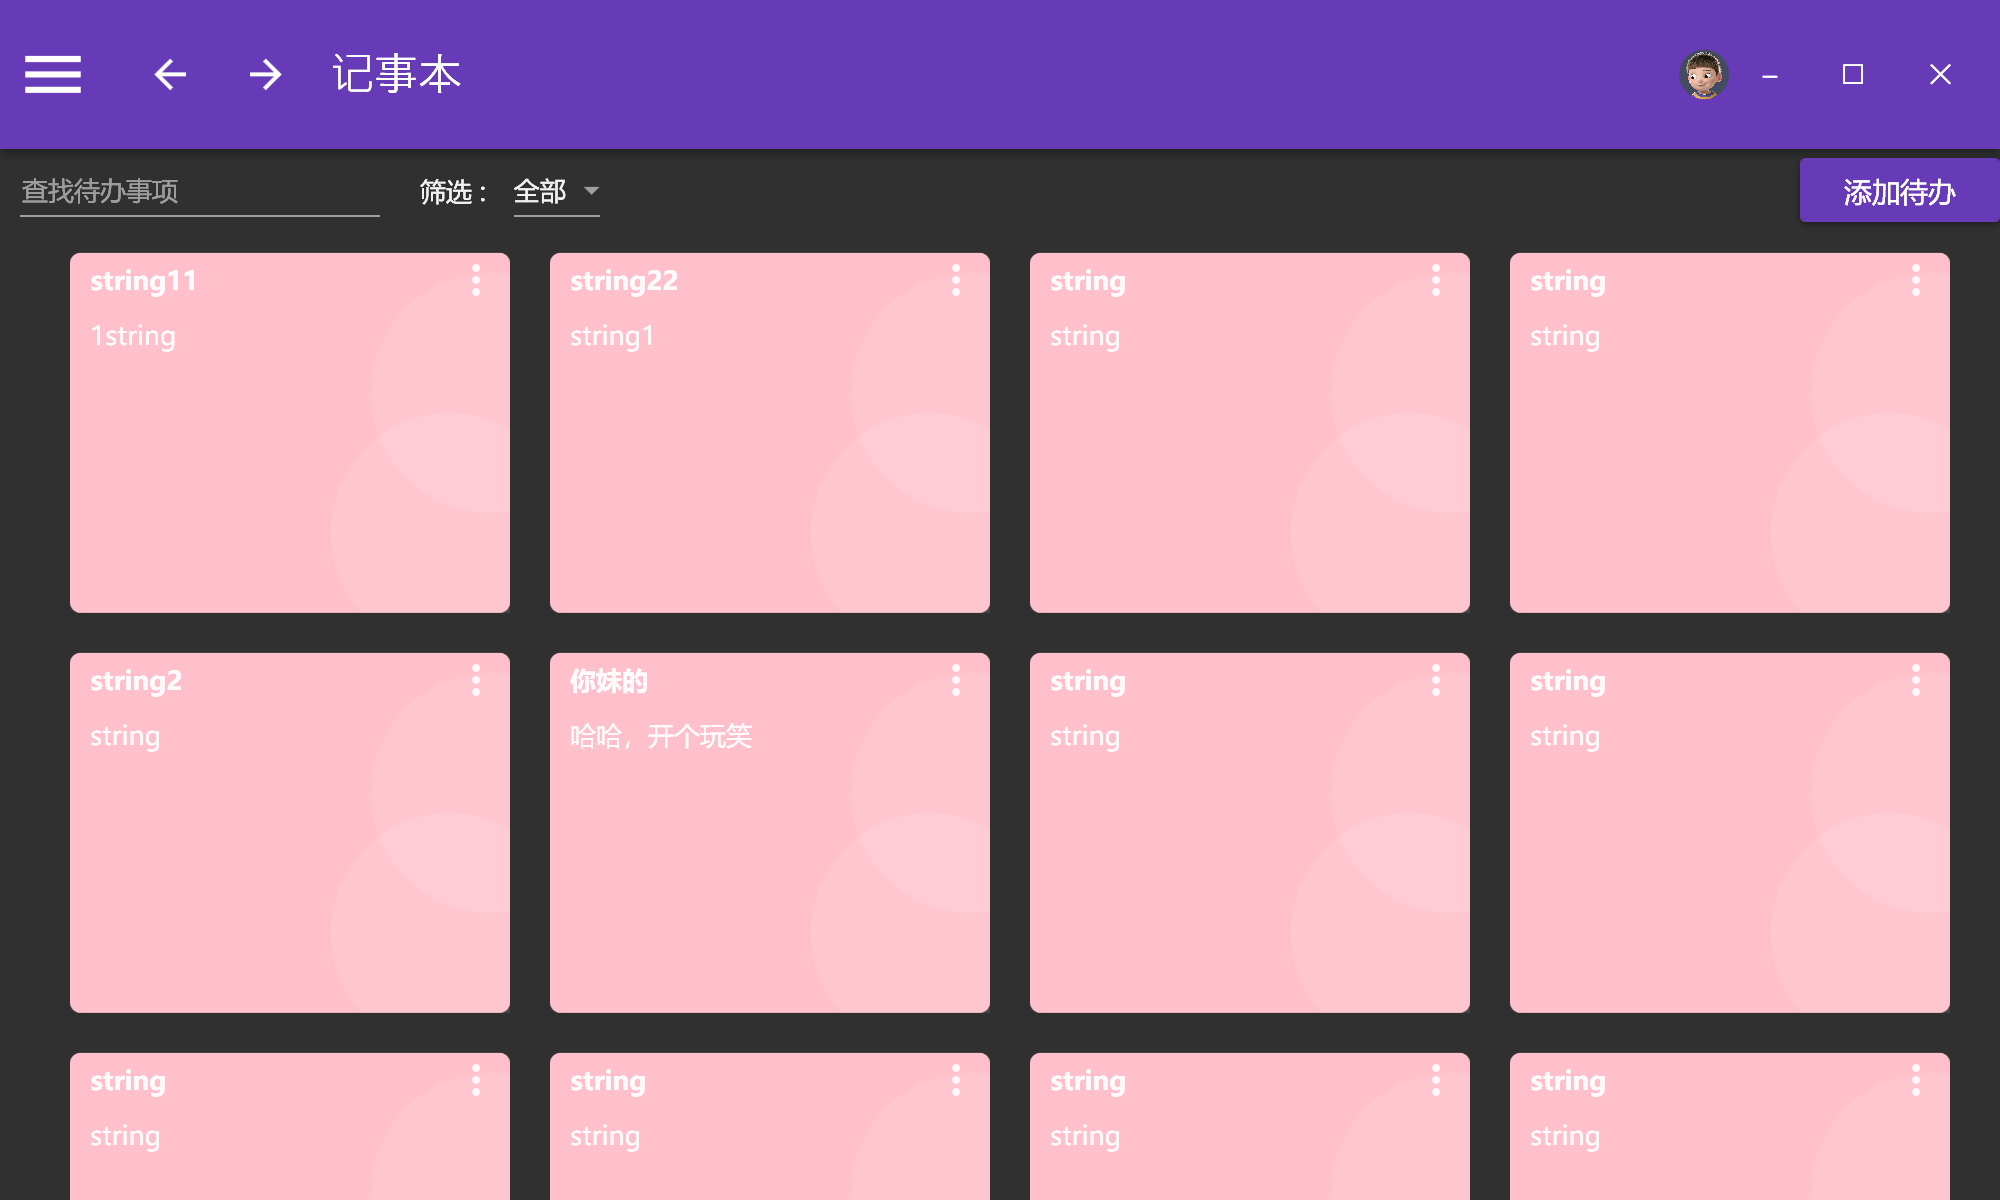 记事本
查找待办事项
筛选： 全部
添加待办
string11
1string
string22
string1
string
string
string
string
string2
string
你妹的
哈哈，开个玩笑
string
string
string
string
string
string
string
string
string
string
string
string